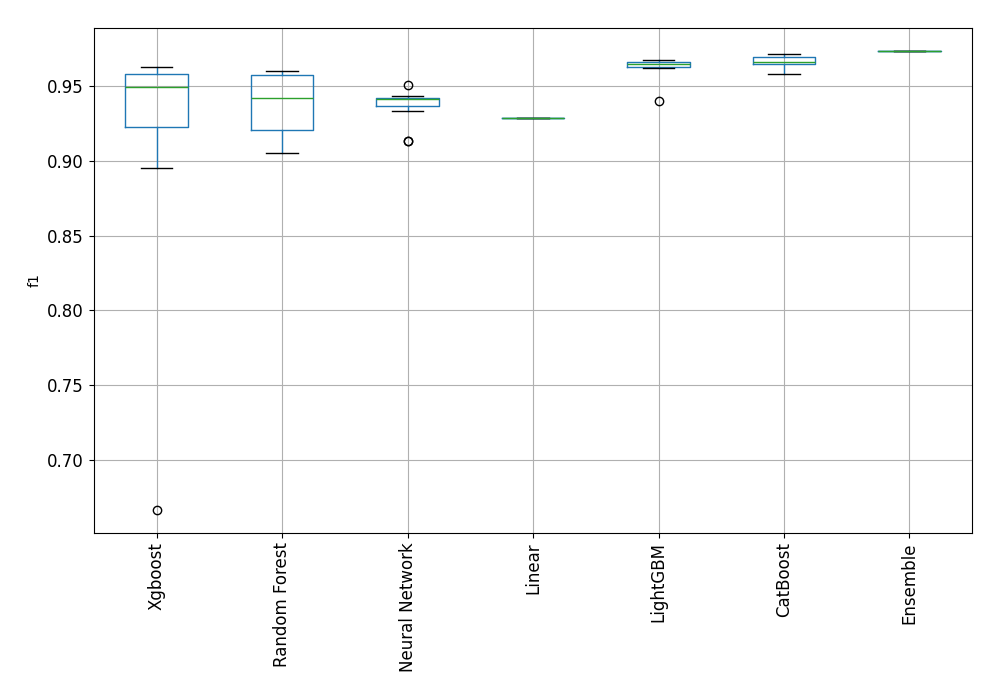 0.95
0.90
0.85
0.80
0.75
0.70
f1
Xgboost
Random Forest
Neural Network
Linear
LightGBM
CatBoost
Ensemble